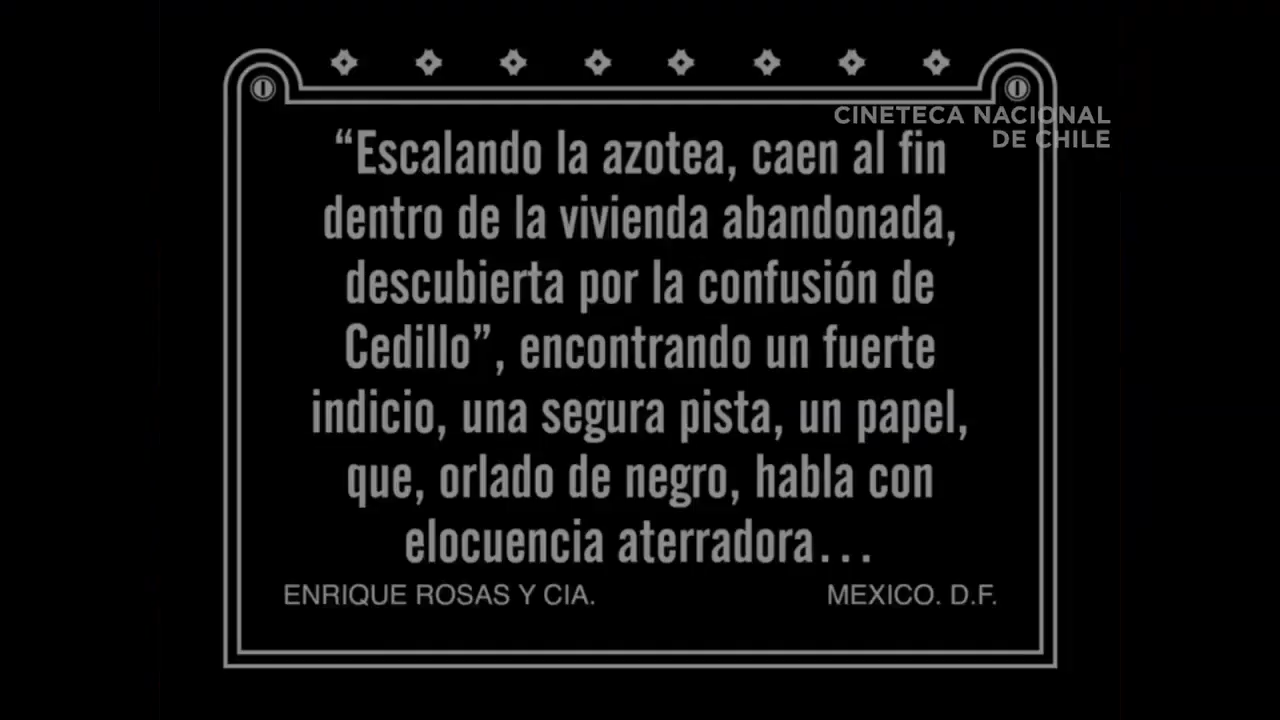 CINETECA NACIONAL
DE CHILE
“Escalando la azotea, caen al fin
dentro de la vivienda abandonada,
descubierta por la confusión de
Cedillo”, encontrando un fuerte
indicio, una segura pista, un papel,
que, orlado de negro, habla con
elocuencia aterradora...
ENRIQUE ROSAS Y CIA.
MEXICO. D.F.